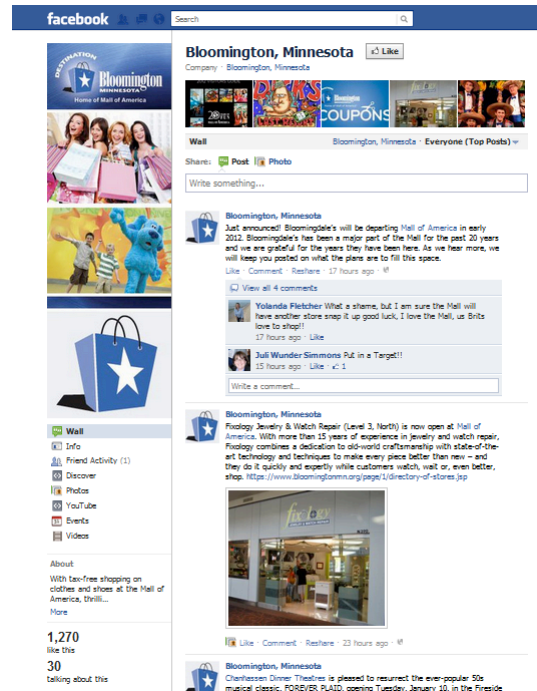 facebook
Search
DESTINATION
Bloomington
MINNESOTA
Home of Mall of America
Bloomington, Minnesota
Like
Company · Bloomington, Minnesota
COUPONS
Wall
Bloomington, Minnesota · Everyone (Top Posts)
Share: Post Photo
Write something...
Bloomington, Minnesota
Just announced! Bloomingdale's will be departing Mall of America in early
2012. Bloomingdale's has been a major part of the Mall for the past 20 years
and we are grateful for the years they have been here. As we hear more, we
will keep you posted on what the plans are to fill this space.
Like · Comment · Reshare · 17 hours ago ·
View all 4 comments
Yolanda Fletcher What a shame, but I am sure the Mall will
have another store snap it up good luck, I love the Mall, us Brits
love to shop!!
17 hours ago · Like
Juli Wunder Simmons Put in a Target!!
15 hours ago · Like · 1
Write a comment...
Bloomington, Minnesota
Fixology Jewelry & Watch Repair (Level 3, North) is now open at Mall of
America. With more than 15 years of experience in jewelry and watch repair,
Fixology combines a dedication to old-world craftsmanship with state-of-the-
art technology and techniques to make every piece better than new – and
they do it quickly and expertly while customers watch, wait or, even better,
shop. https://www.bloomingtonmn.org/page/1/directory-of-stores.jsp
fixology
Like · Comment · Reshare · 23 hours ago ·
Bloomington, Minnesota
Chanhassen Dinner Theatres is pleased to resurrect the ever-popular 50s
musical classic, FOREVER PLAID, opening Tuesday, January 10, in the Fireside
Wall
Info
Friend Activity (1)
Discover
Photos
YouTube
Events
Videos
About
With tax-free shopping on
clothes and shoes at the Mall of
America, thrilli...
More
1,270
like this
30
talking about this